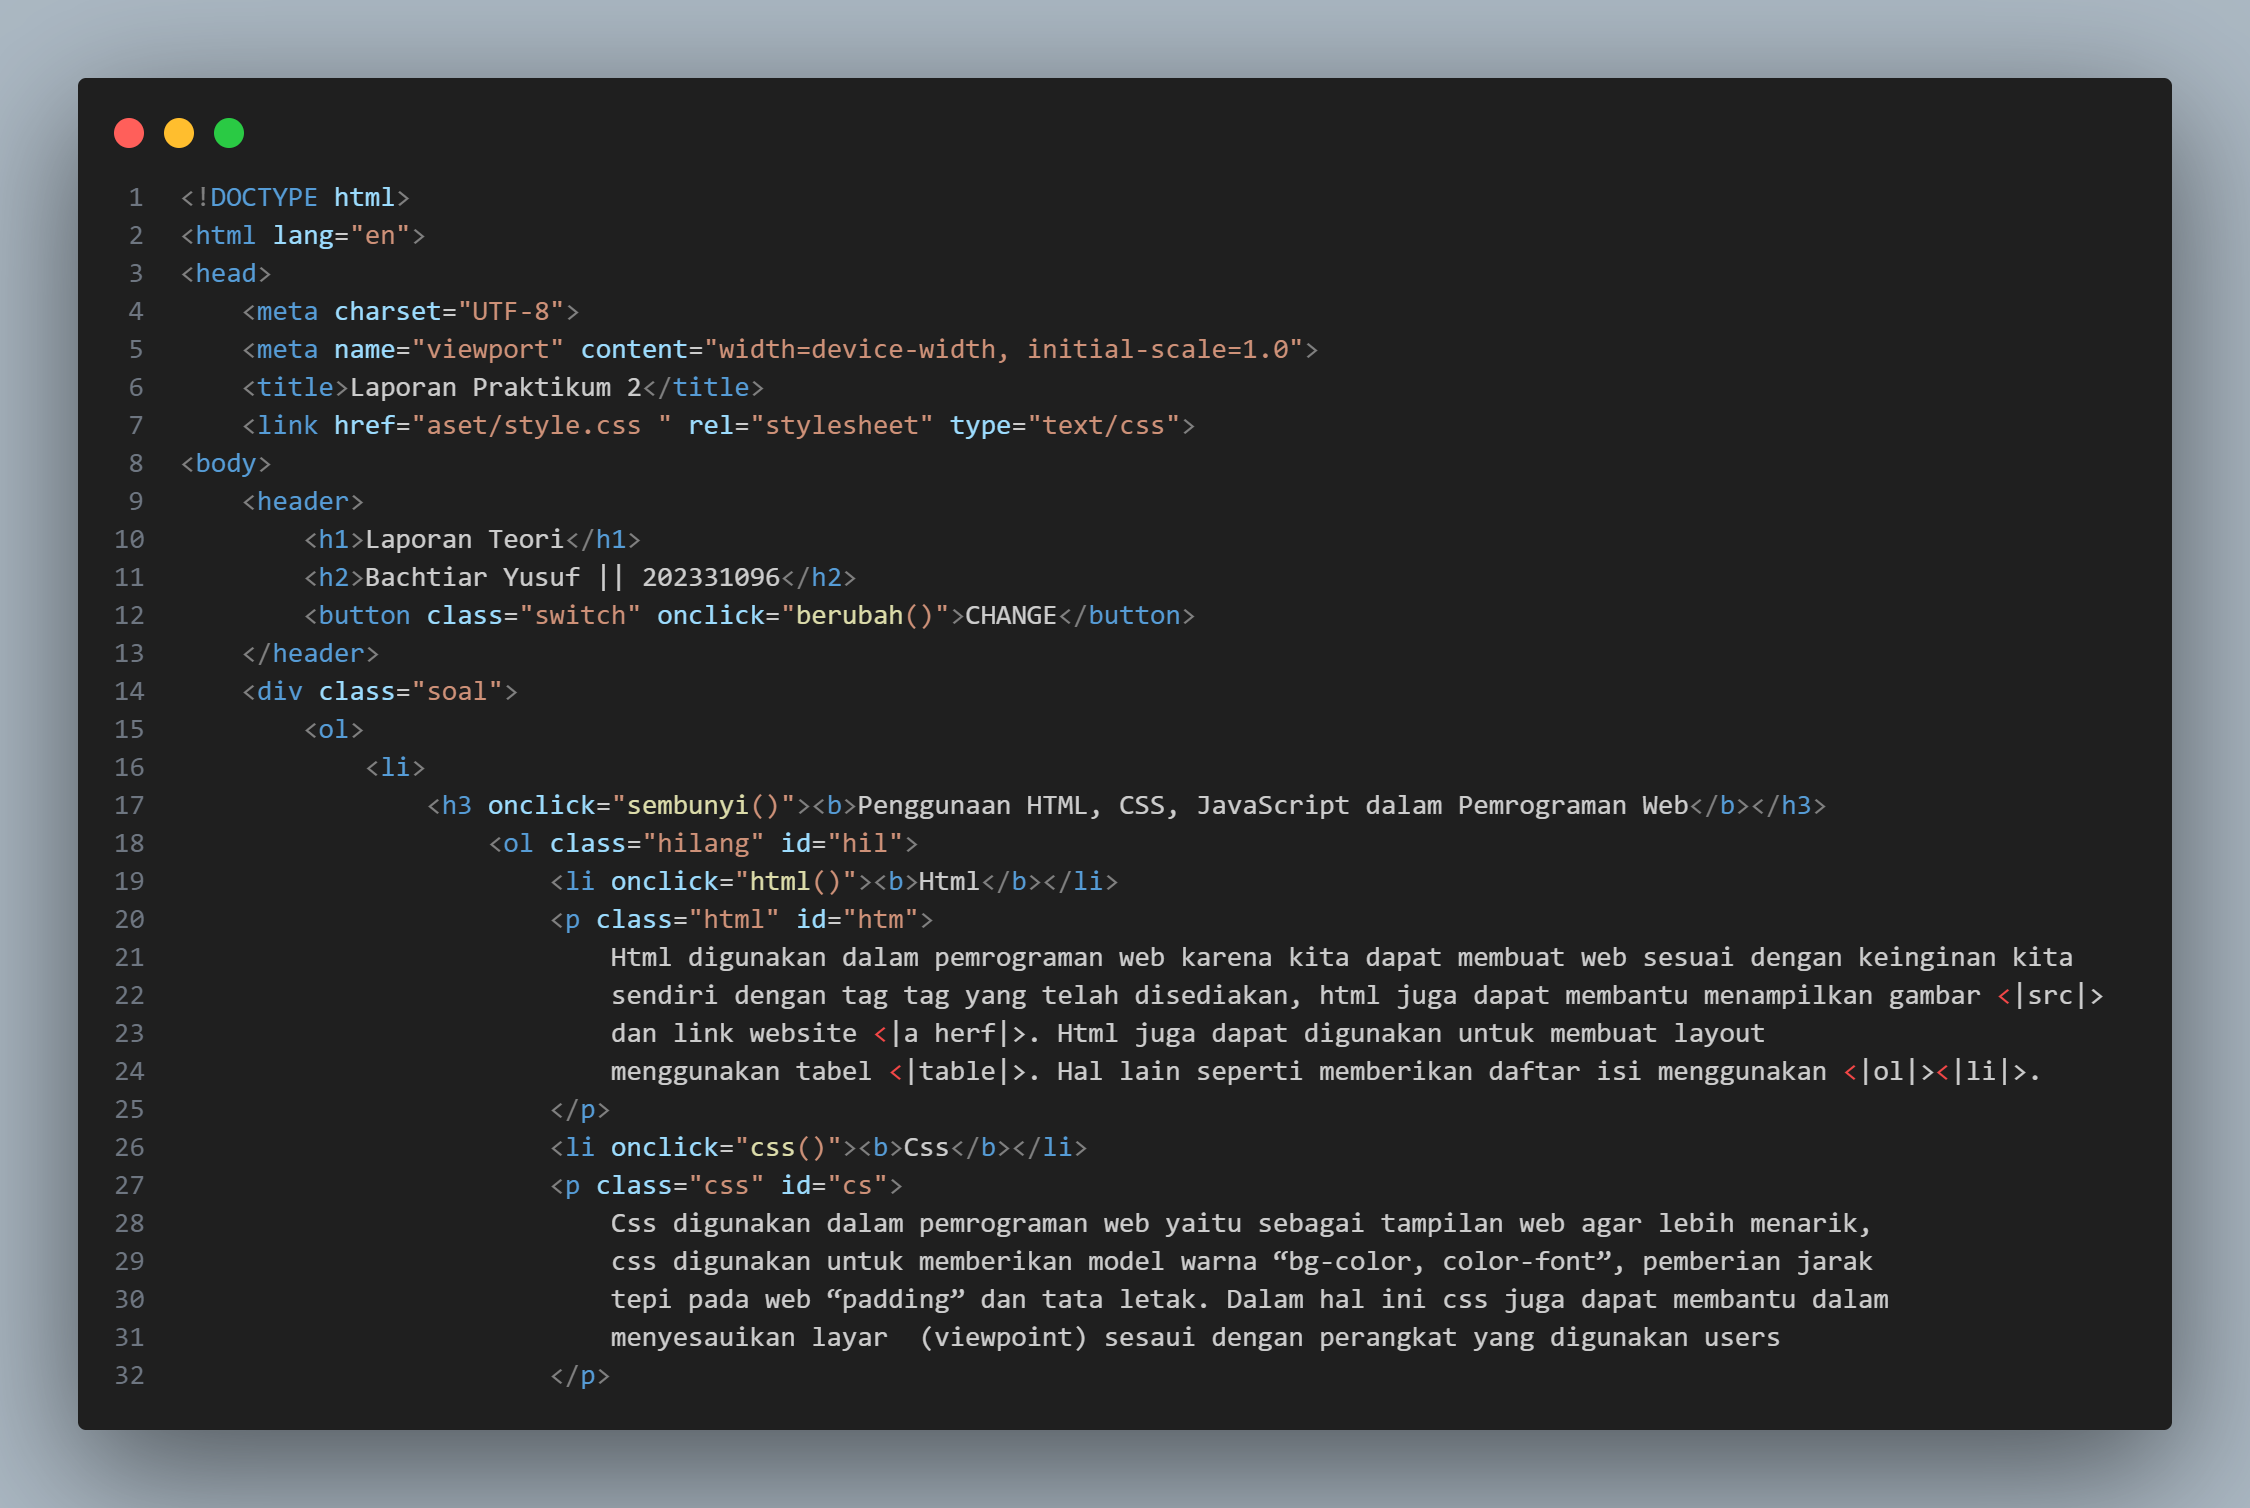 1 <!DOCTYPE html>
2 <html lang="en">
3 <head>
4     <meta charset="UTF-8">
5     <meta name="viewport" content="width=device-width, initial-scale=1.0">
6     <title>Laporan Praktikum 2</title>
7     <link href="aset/style.css " rel="stylesheet" type="text/css">
8 <body>
9     <header>
10         <h1>Laporan Teori</h1>
11         <h2>Bachtiar Yusuf || 202331096</h2>
12         <button class="switch" onclick="berubah()">CHANGE</button>
13     </header>
14     <div class="soal">
15         <ol>
16             <li>
17                 <h3 onclick="sembunyi()"><b>Penggunaan HTML, CSS, JavaScript dalam Pemrograman Web</b></h3>
18                     <ol class="hilang" id="hil">
19                         <li onclick="html()"><b>Html</b></li>
20                         <p class="html" id="htm">
21                             Html digunakan dalam pemrograman web karena kita dapat membuat web sesuai dengan keinginan kita
22                             sendiri dengan tag tag yang telah disediakan, html juga dapat membantu menampilkan gambar <|src|>
23                             dan link website <|a herf|>. Html juga dapat digunakan untuk membuat layout
24                             menggunakan tabel <|table|>. Hal lain seperti memberikan daftar isi menggunakan <|ol|><|li|>.
25                         </p>
26                         <li onclick="css()"><b>Css</b></li>
27                         <p class="css" id="cs">
28                             Css digunakan dalam pemrograman web yaitu sebagai tampilan web agar lebih menarik,
29                             css digunakan untuk memberikan model warna “bg-color, color-font”, pemberian jarak
30                             tepi pada web “padding” dan tata letak. Dalam hal ini css juga dapat membantu dalam
31                             menyesauikan layar  (viewpoint) sesaui dengan perangkat yang digunakan users
32                         </p>